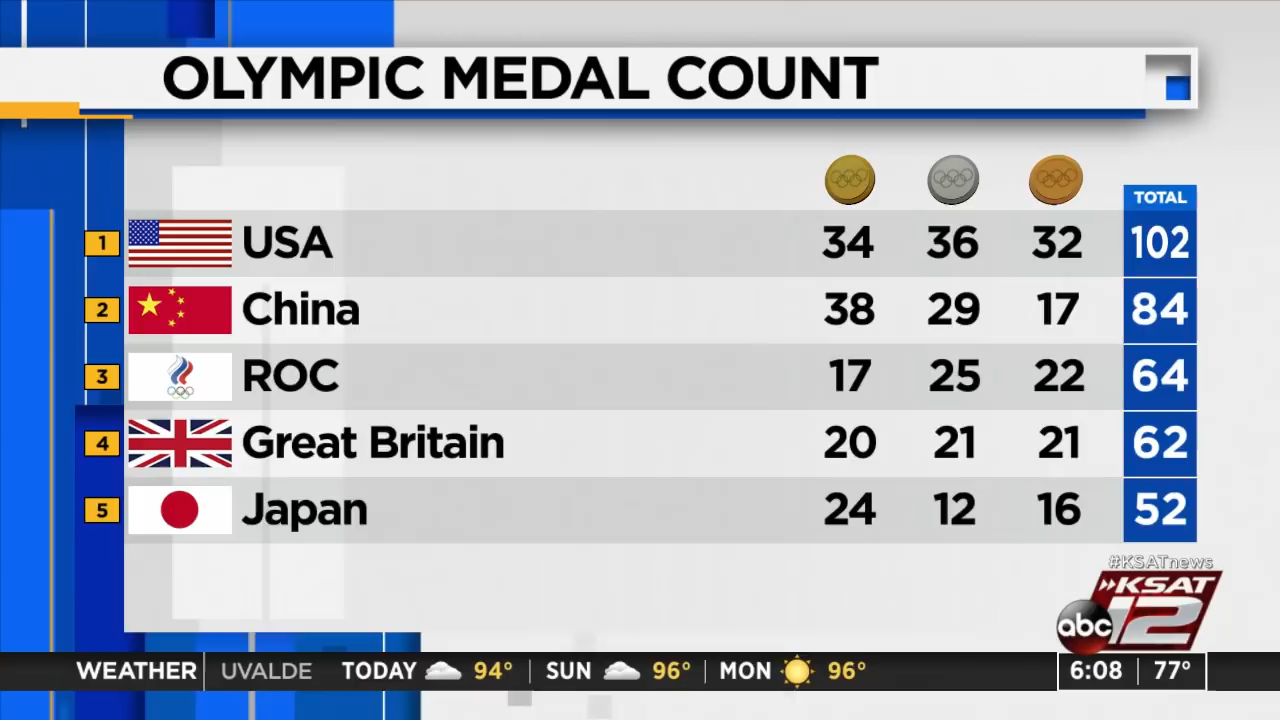 OLYMPIC MEDAL COUNT
TOTAL
1 USA 34 36 32 102
2 China 38 29 17 84
3 ROC 17 25 22 64
4 Great Britain 20 21 21 62
5 Japan 24 12 16 52
#KSATnews
KSAT
abc 12
WEATHER UVALDE TODAY 94° SUN 96° MON 96° 6:08 77°